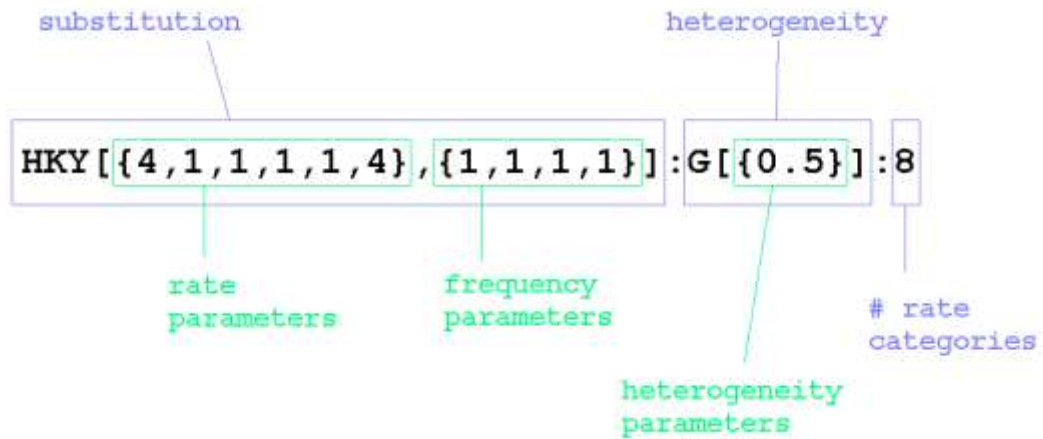 substitution
heterogeneity
HKY[{4,1,1,1,1,4},{1,1,1,1}]:G[{0.5}]:8
rate
parameters
frequency
parameters
# rate
categories
heterogeneity
parameters